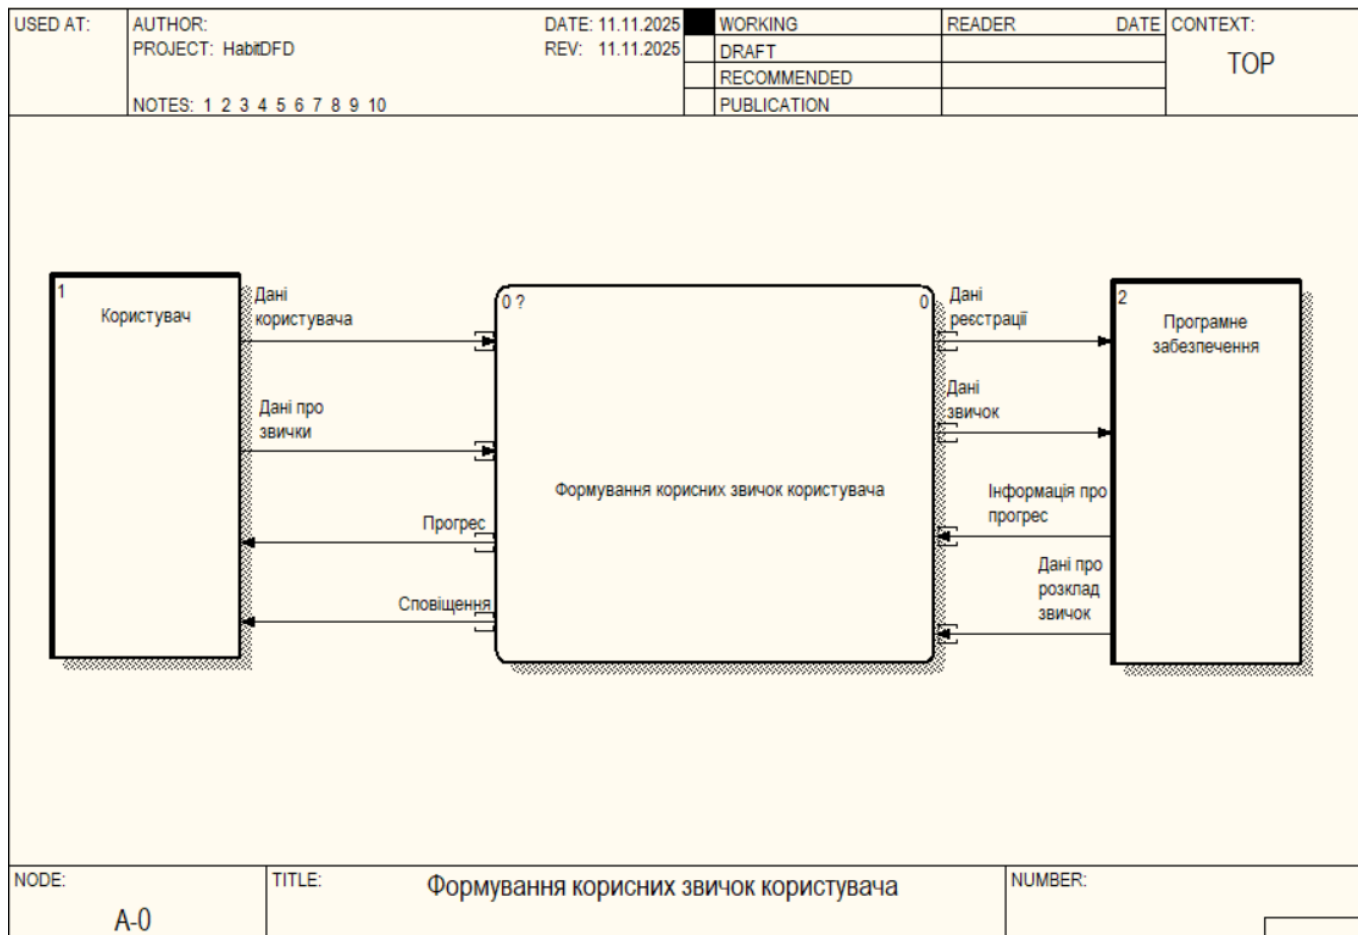 USED AT:
AUTHOR:
DATE: 11.11.2025
PROJECT: HabitDFD
REV: 11.11.2025
NOTES: 1 2 3 4 5 6 7 8 9 10
WORKING
DRAFT
RECOMMENDED
PUBLICATION
READER
DATE
CONTEXT:
TOP
1
Користувач
Дані
користувача
Дані про
звички
Прогрес
Сповіщення
0 ?
0
Формування корисних звичок користувача
Дані
реєстрації
Дані
звичок
Інформація про
прогрес
Дані про
розклад
звичок
2
Програмне
забезпечення
NODE:
A-0
TITLE:
Формування корисних звичок користувача
NUMBER: